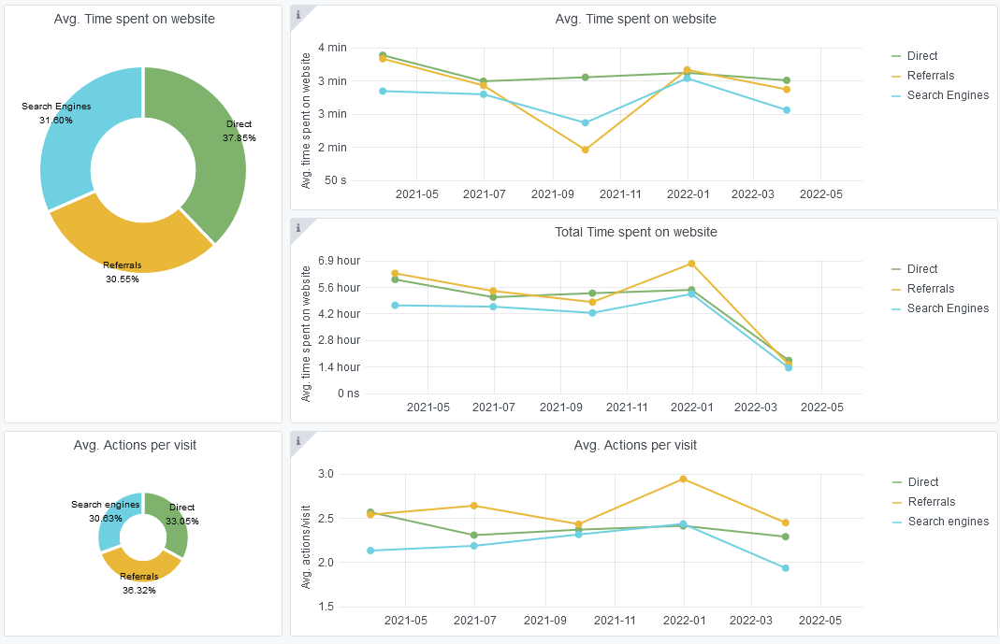 Avg. Time spent on website
Search Engines
31.60%
Direct
37.85%
Referrals
30.55%
i
Avg. Time spent on website
Avg. time spent on website
4 min
3 min
3 min
2 min
50 s
2021-05 2021-07 2021-09 2021-11 2022-01 2022-03 2022-05
Direct
Referrals
Search Engines
i
Total Time spent on website
Avg. time spent on website
6.9 hour
5.6 hour
4.2 hour
2.8 hour
1.4 hour
0 ns
2021-05 2021-07 2021-09 2021-11 2022-01 2022-03 2022-05
Direct
Referrals
Search Engines
Avg. Actions per visit
Search engines
30.63%
Direct
33.05%
Referrals
36.32%
i
Avg. Actions per visit
Avg. actions/visit
3.0
2.5
2.0
1.5
2021-05 2021-07 2021-09 2021-11 2022-01 2022-03 2022-05
Direct
Referrals
Search engines